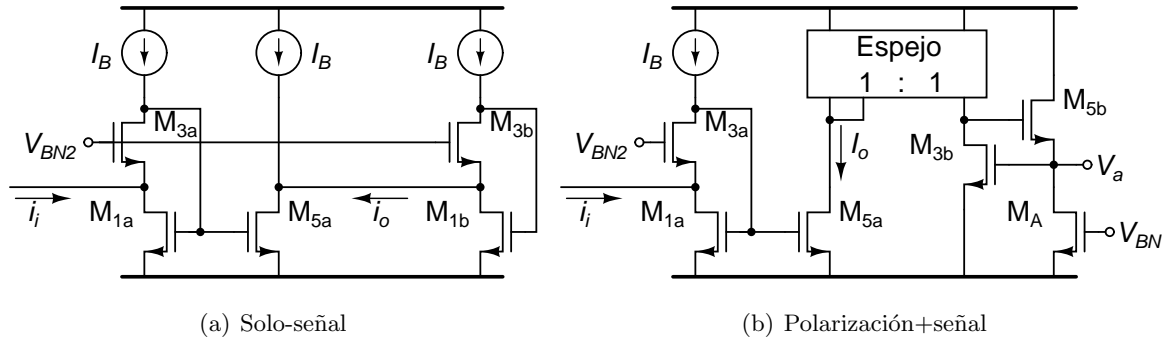 I_B
I_B
I_B
M_3a
M_3b
V_BN2
i_i
i_o
M_1a
M_5a
M_1b
(a) Solo-señal
I_B
Espejo
1 : 1
M_5b
M_3a
V_BN2
I_o
M_3b
V_a
i_i
M_1a
M_5a
M_A
V_BN
(b) Polarización+señal